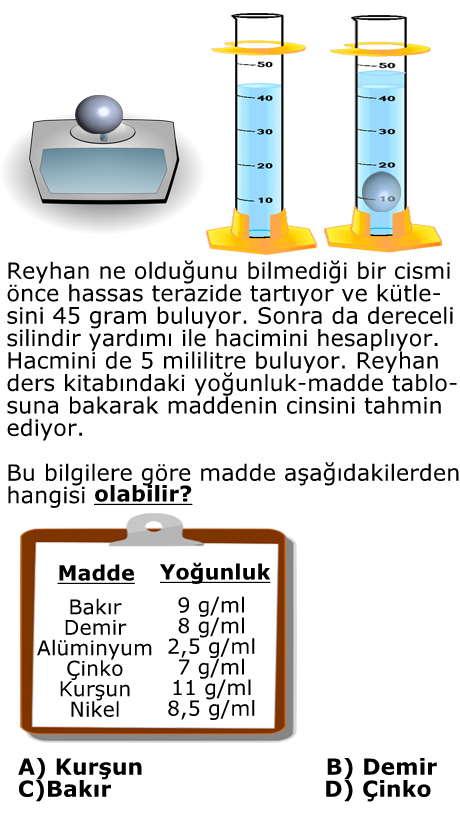 50
40
30
20
10
50
40
30
20
10
Reyhan ne olduğunu bilmediği bir cismi
önce hassas terazide tartıyor ve kütle-
sini 45 gram buluyor. Sonra da dereceli
silindir yardımı ile hacimini hesaplıyor.
Hacmini de 5 mililitre buluyor. Reyhan
ders kitabındaki yoğunluk-madde tablo-
suna bakarak maddenin cinsini tahmin
ediyor.
Bu bilgilere göre madde aşağıdakilerden
hangisi olabilir?
Madde Yoğunluk
Bakır 9 g/ml
Demir 8 g/ml
Alüminyum 2,5 g/ml
Çinko 7 g/ml
Kurşun 11 g/ml
Nikel 8,5 g/ml
A) Kurşun B) Demir
C)Bakır D) Çinko